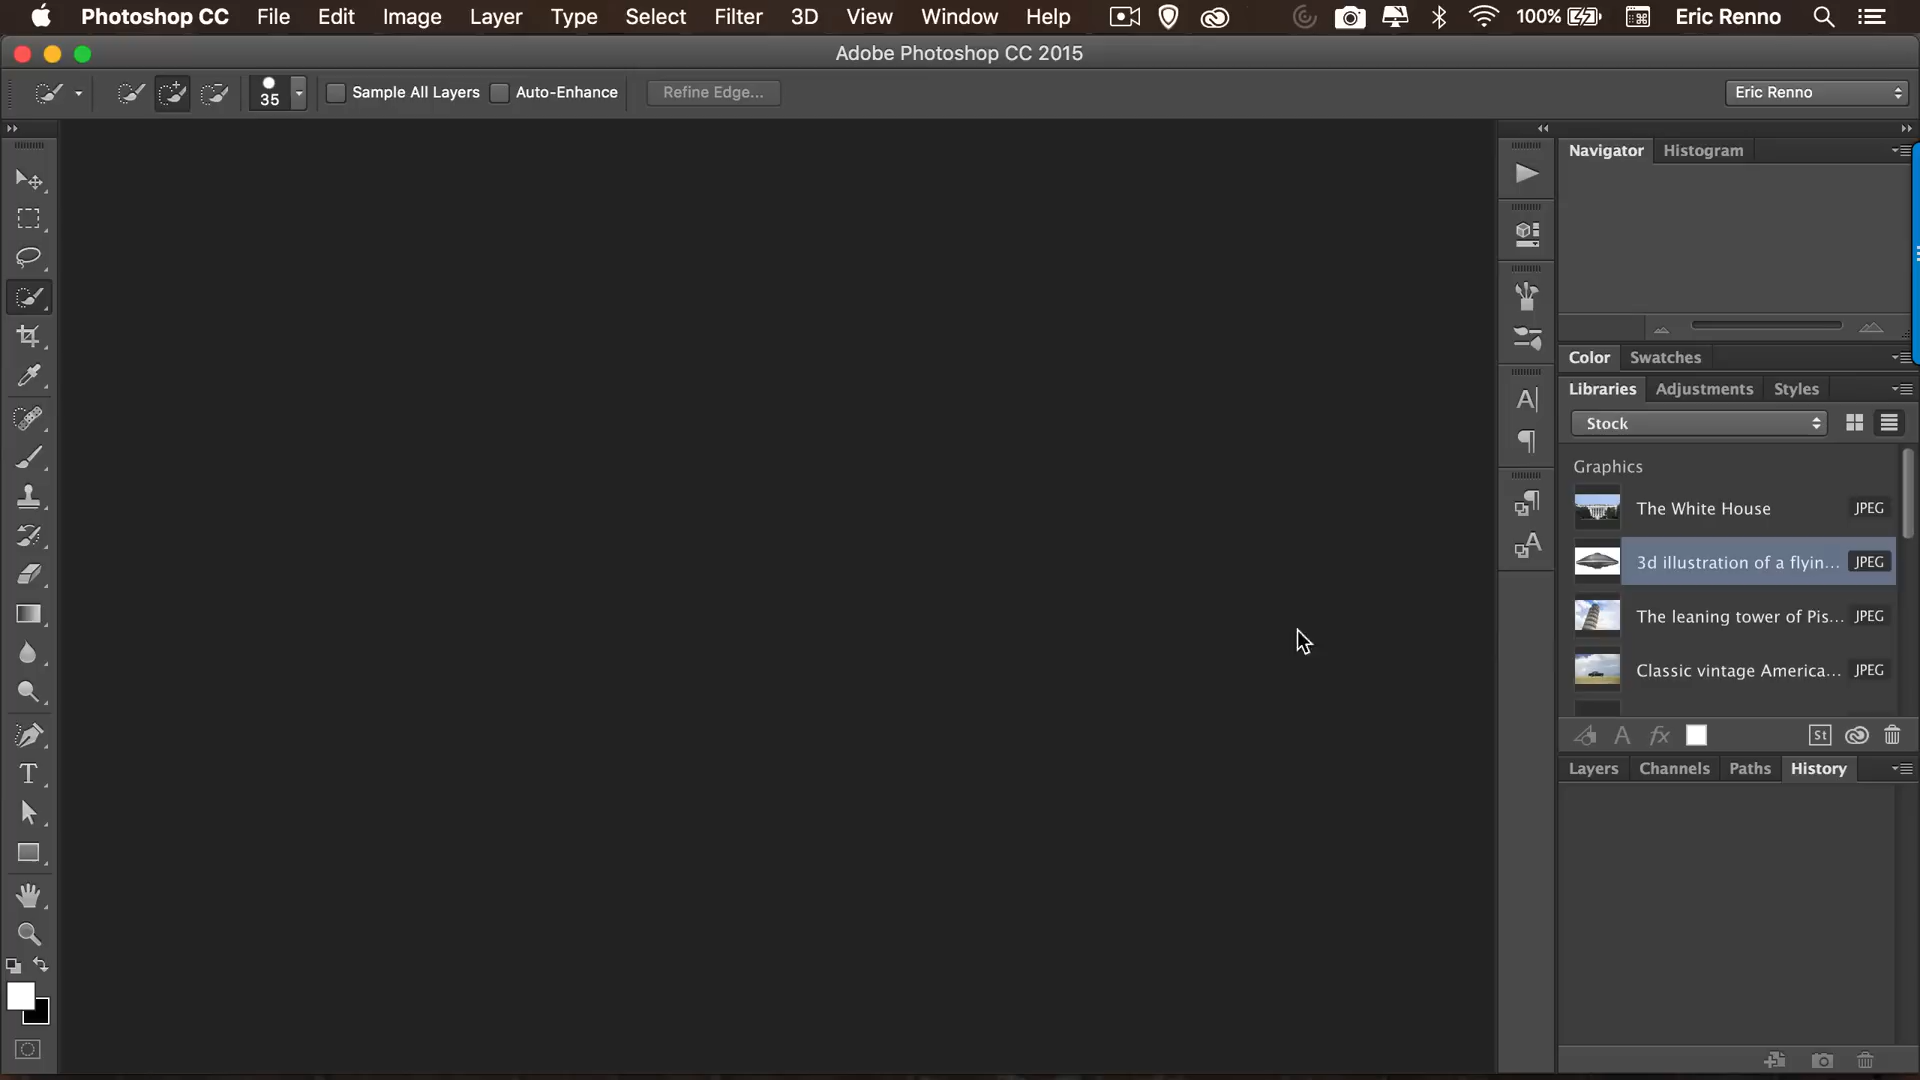 Photoshop CC File Edit Image Layer Type Select Filter 3D View Window Help 100% Eric Renno
Adobe Photoshop CC 2015
35 Sample All Layers Auto-Enhance Refine Edge... Eric Renno
Navigator Histogram
Color Swatches
Libraries Adjustments Styles
Stock
Graphics
The White House JPEG
3d illustration of a flyin... JPEG
The leaning tower of Pis... JPEG
Classic vintage America... JPEG
A fx St
Layers Channels Paths History